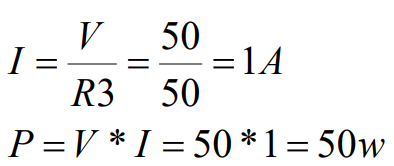 I = V/R3 = 50/50 = 1A
P = V * I = 50 * 1 = 50w